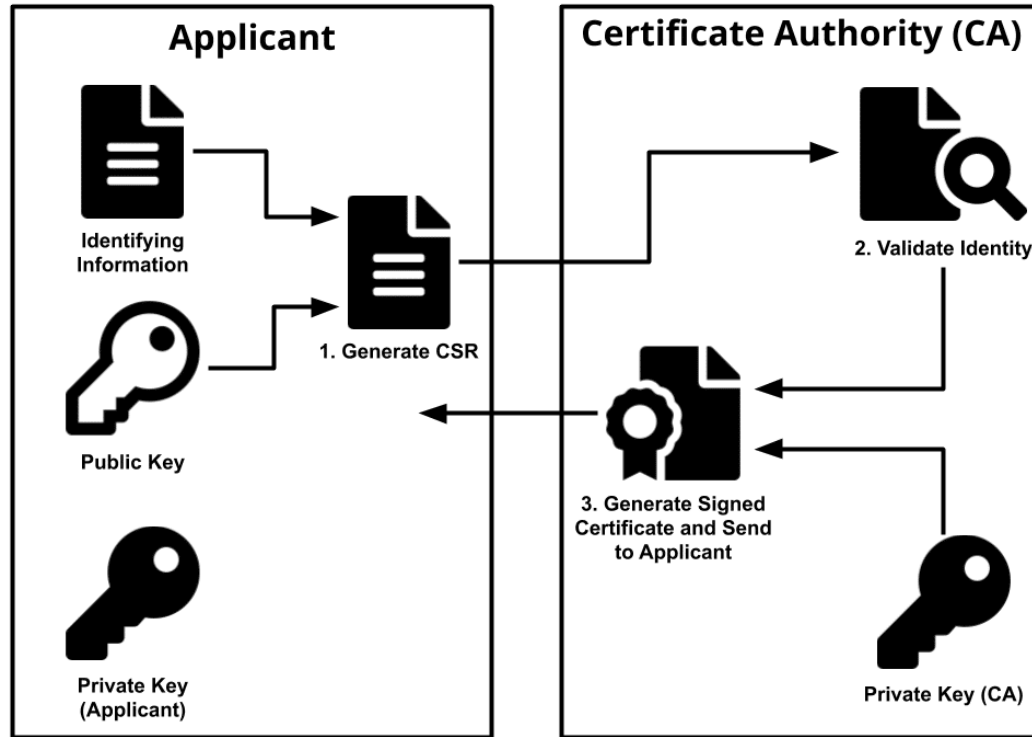 Applicant
Identifying
Information
Public Key
Private Key
(Applicant)
1. Generate CSR
Certificate Authority (CA)
2. Validate Identity
3. Generate Signed
Certificate and Send
to Applicant
Private Key (CA)